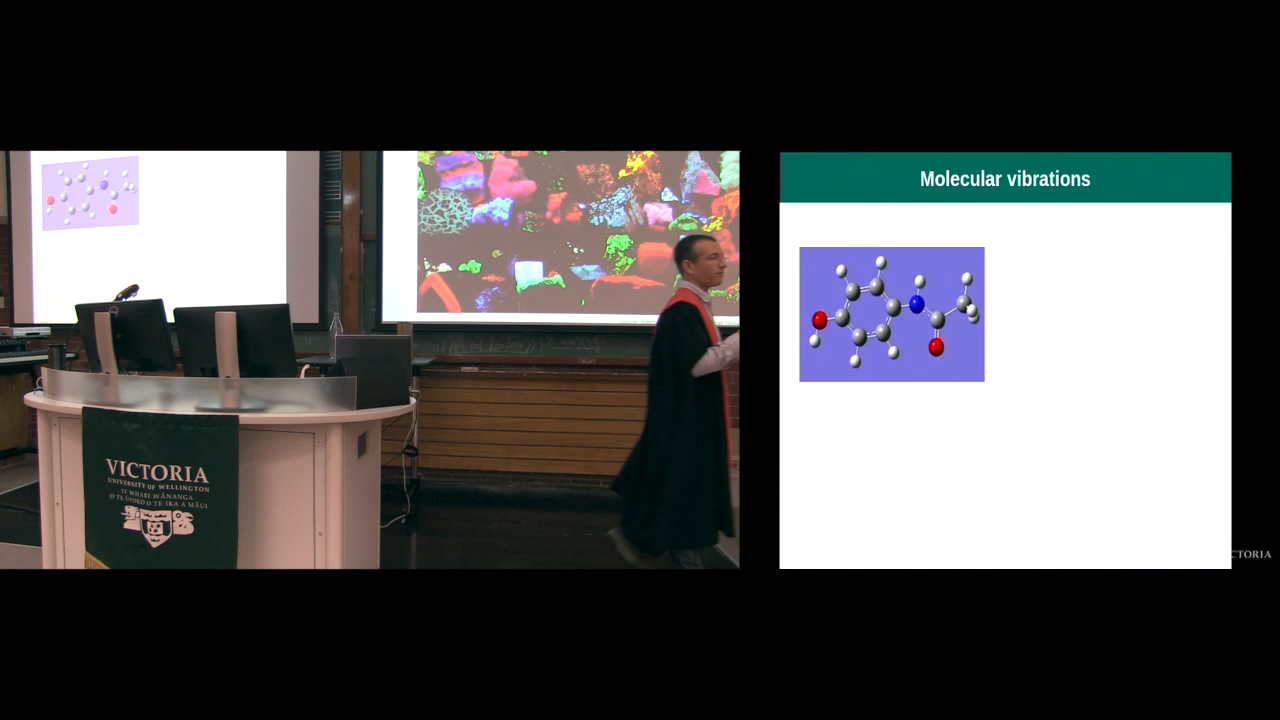 VICTORIA
UNIVERSITY OF WELLINGTON
TE WHARE WĀNANGA
O TE ŪPOKO O TE IKA A MĀUI
Molecular vibrations
CTORIA